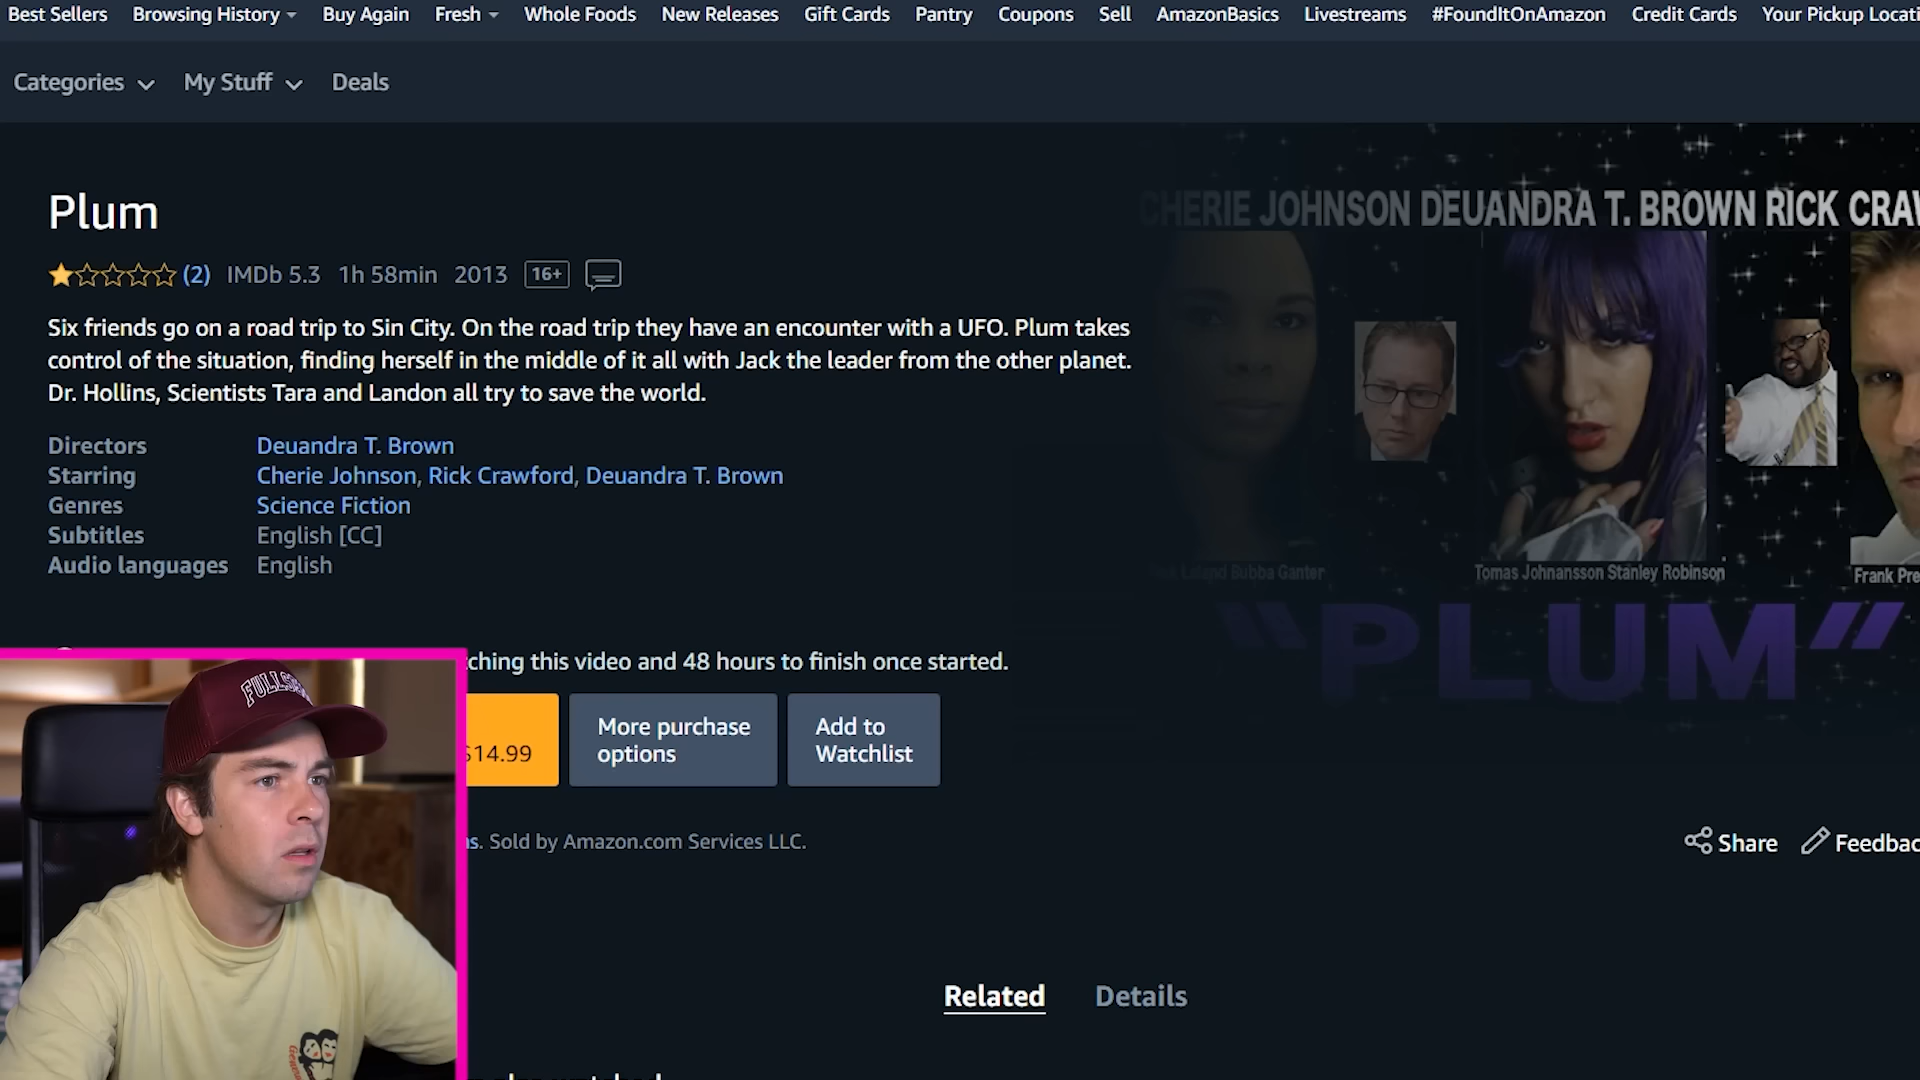 Best Sellers Browsing History Buy Again Fresh Whole Foods New Releases Gift Cards Pantry Coupons Sell AmazonBasics Livestreams #FoundItOnAmazon Credit Cards Your Pickup
Categories My Stuff Deals
CHERIE JOHNSON DEUANDRA T. BROWN RICK
Plum
(2) IMDb 5.3 1h 58min 2013 16+
Six friends go on a road trip to Sin City. On the road trip they have an encounter with a UFO. Plum takes
control of the situation, finding herself in the middle of it all with Jack the leader from the other planet.
Dr. Hollins, Scientists Tara and Landon all try to save the world.
Directors Deuandra T. Brown
Starring Cherie Johnson, Rick Crawford, Deuandra T. Brown
Genres Science Fiction
Subtitles English [CC]
Audio languages English
Bubba Ganter Tomas Johnansson Stanley Robinson Frank
"PLUM"
this video and 48 hours to finish once started.
$14.99
More purchase
options
Add to
Watchlist
Sold by Amazon.com Services LLC.
Share
Related Details